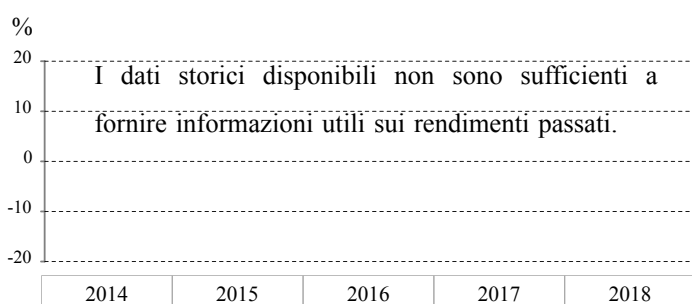 %
20
I dati storici disponibili non sono sufficienti a
10
fornire informazioni utili sui rendimenti passati.
0
-10
-20
2014 2015 2016 2017 2018